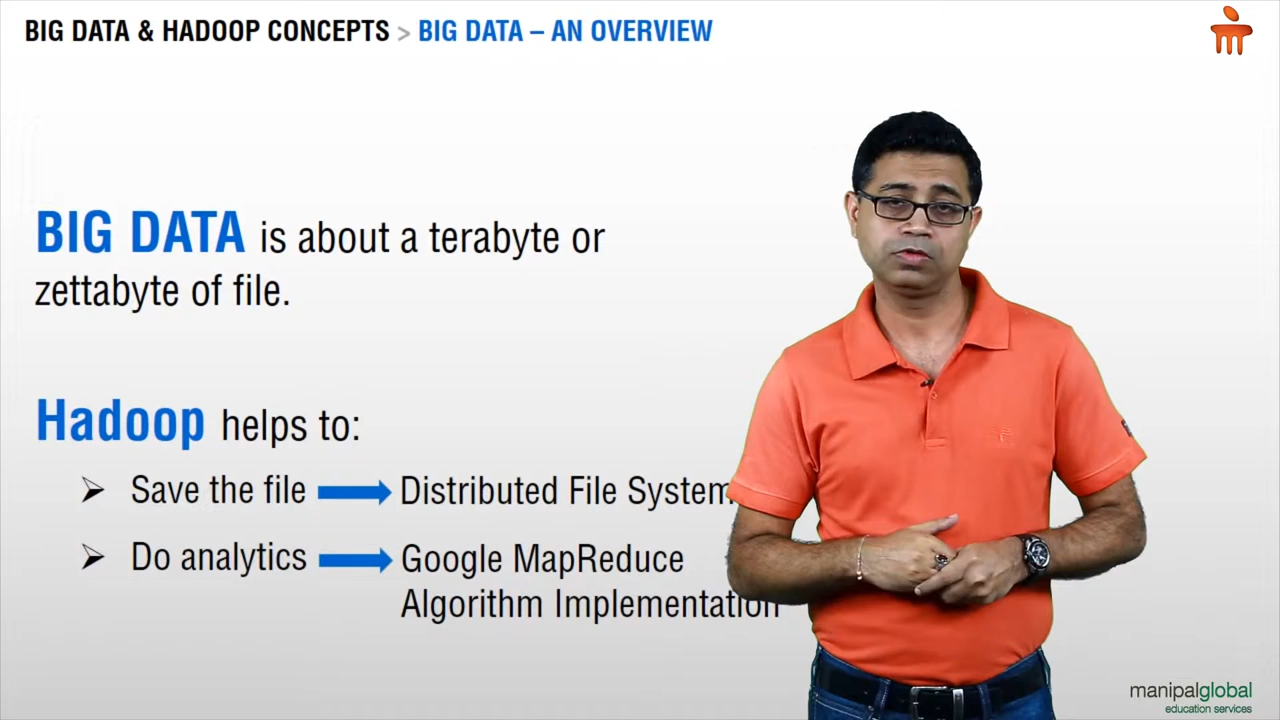 BIG DATA & HADOOP CONCEPTS > BIG DATA – AN OVERVIEW
BIG DATA is about a terabyte or
zettabyte of file.
Hadoop helps to:
➢ Save the file Distributed File System
➢ Do analytics Google MapReduce
Algorithm Implementation
manipalglobal
education services